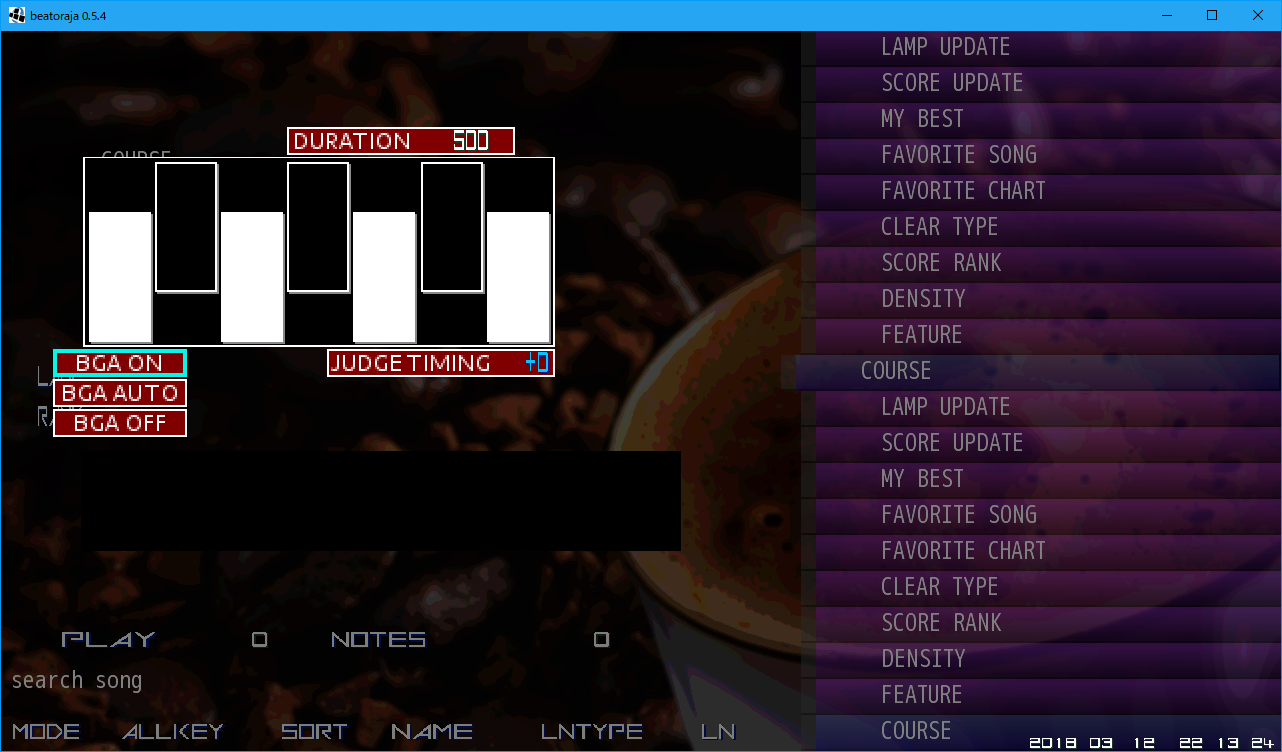 beatoraja 0.5.4
COURSE
DURATION 500
BGA ON
BGA AUTO
BGA OFF
JUDGE TIMING +0
PLAY 0 NOTES 0
search song
MODE ALLKEY SORT NAME LNTYPE LN
LAMP UPDATE
SCORE UPDATE
MY BEST
FAVORITE SONG
FAVORITE CHART
CLEAR TYPE
SCORE RANK
DENSITY
FEATURE
COURSE
LAMP UPDATE
SCORE UPDATE
MY BEST
FAVORITE SONG
FAVORITE CHART
CLEAR TYPE
SCORE RANK
DENSITY
FEATURE
COURSE
2018 03 12 22 13 24